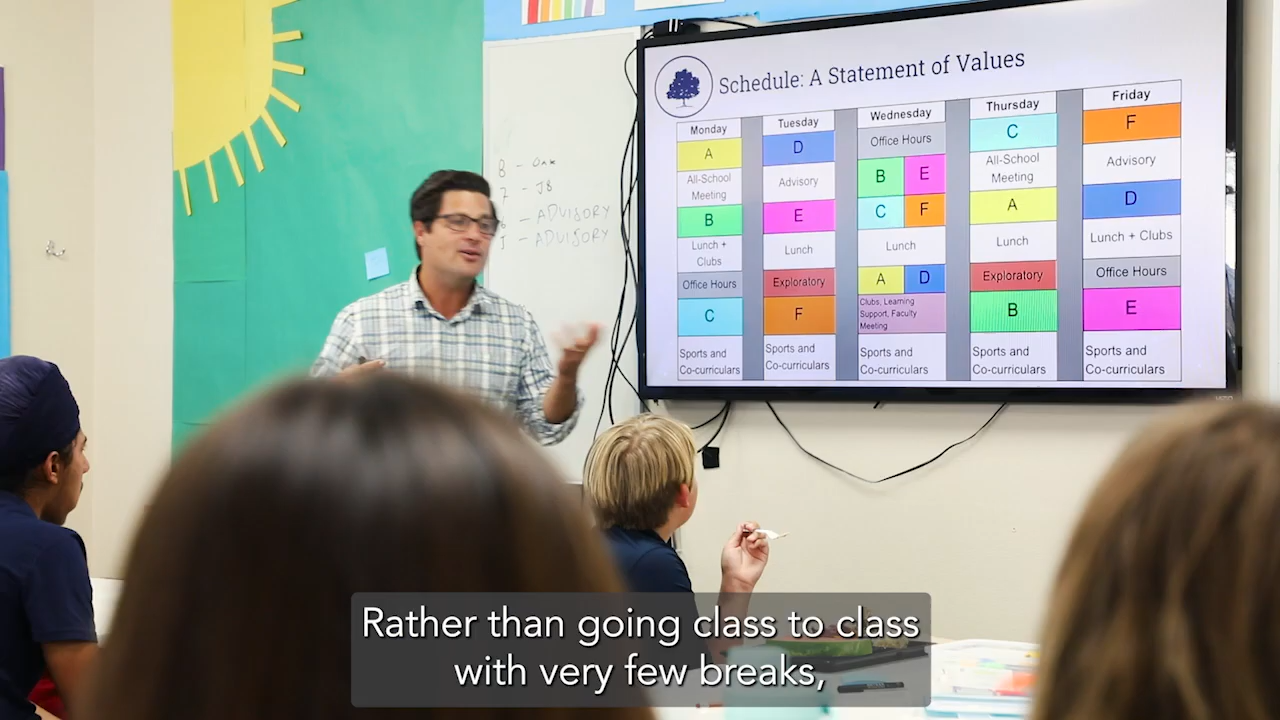 Schedule: A Statement of Values
Monday
A
All-School
Meeting
B
Lunch +
Clubs
Office Hours
C
Sports and
Co-curriculars
Tuesday
D
Advisory
E
Lunch
Exploratory
F
Sports and
Co-curriculars
Wednesday
Office Hours
B E
C F
Lunch
A D
Clubs, Learning
Support, Faculty
Meeting
Sports and
Co-curriculars
Thursday
C
All-School
Meeting
A
Lunch
Exploratory
B
Sports and
Co-curriculars
Friday
F
Advisory
D
Lunch + Clubs
Office Hours
E
Sports and
Co-curriculars
8 - Oak
7 - JB
- ADVISORY
- ADVISORY
VIZIO
Rather than going class to class
with very few breaks,